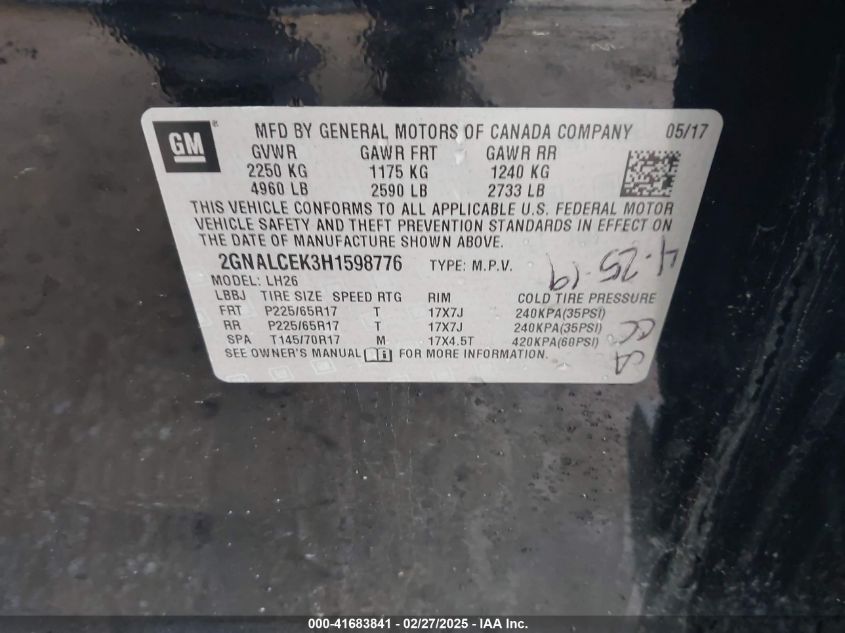 GM
MFD BY GENERAL MOTORS OF CANADA COMPANY 05/17
GVWR GAWR FRT GAWR RR
2250 KG 1175 KG 1240 KG
4960 LB 2590 LB 2733 LB
THIS VEHICLE CONFORMS TO ALL APPLICABLE U.S. FEDERAL MOTOR
VEHICLE SAFETY AND THEFT PREVENTION STANDARDS IN EFFECT ON
THE DATE OF MANUFACTURE SHOWN ABOVE.
2GNALCEK3H1598776 TYPE: M.P.V.
4-25-19
MODEL: LH26
LBBJ TIRE SIZE SPEED RTG RIM COLD TIRE PRESSURE
FRT P225/65R17 T 17X7J 240KPA(35PSI)
RR P225/65R17 T 17X7J 240KPA(35PSI)
SPA T145/70R17 M 17X4.5T 420KPA(60PSI)
CC
CA
SEE OWNER'S MANUAL FOR MORE INFORMATION.
000-41683841 / 02/27/2025 - IAA Inc.